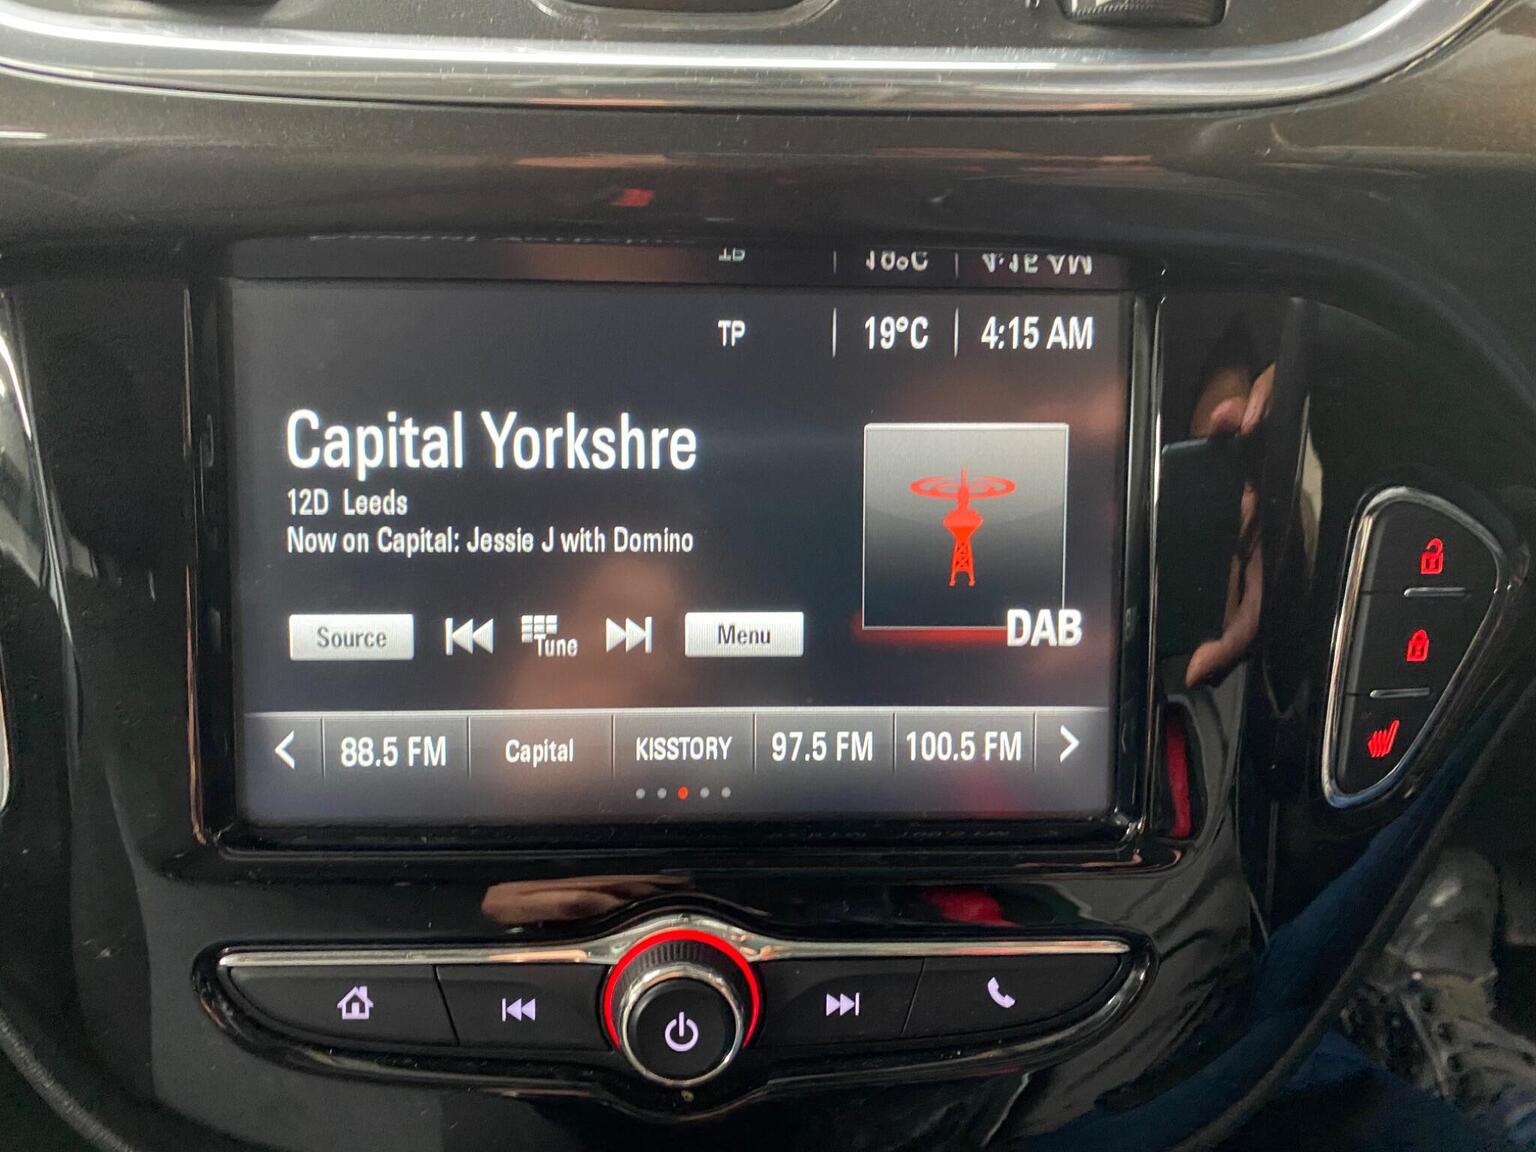 TP 19°C 4:15 AM
Capital Yorkshre
12D Leeds
Now on Capital: Jessie J with Domino
Source Tune Menu
DAB
88.5 FM Capital KISSTORY 97.5 FM 100.5 FM